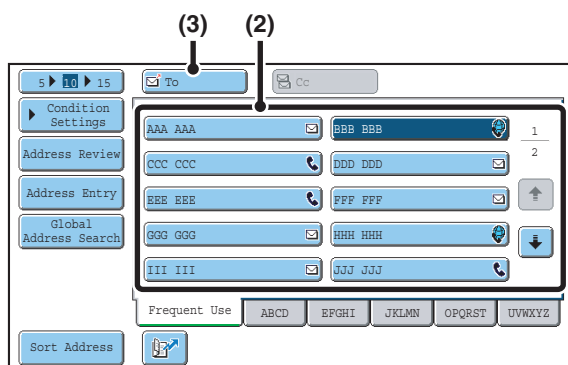 (3) (2)
5 10 15
To
Cc
Condition
Settings
Address Review
Address Entry
Global
Address Search
AAA AAA
BBB BBB
CCC CCC
DDD DDD
EEE EEE
FFF FFF
GGG GGG
HHH HHH
III III
JJJ JJJ
1
2
Frequent Use
ABCD
EFGHI
JKLMN
OPQRST
UVWXYZ
Sort Address